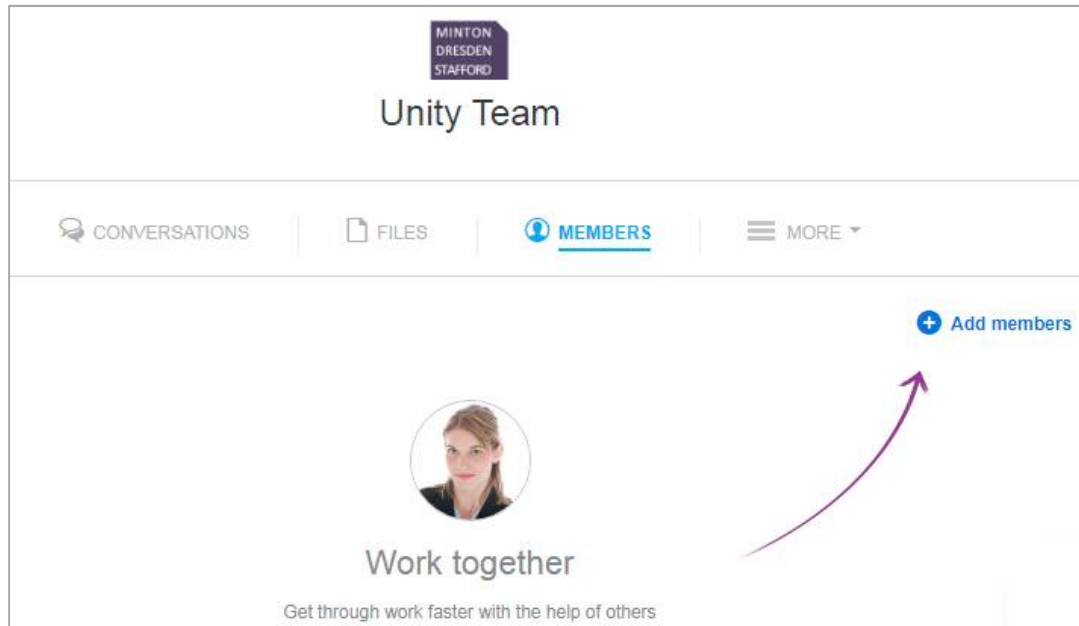 MINTON
DRESDEN
STAFFORD
Unity Team
CONVERSATIONS FILES MEMBERS MORE
Add members
Work together
Get through work faster with the help of others